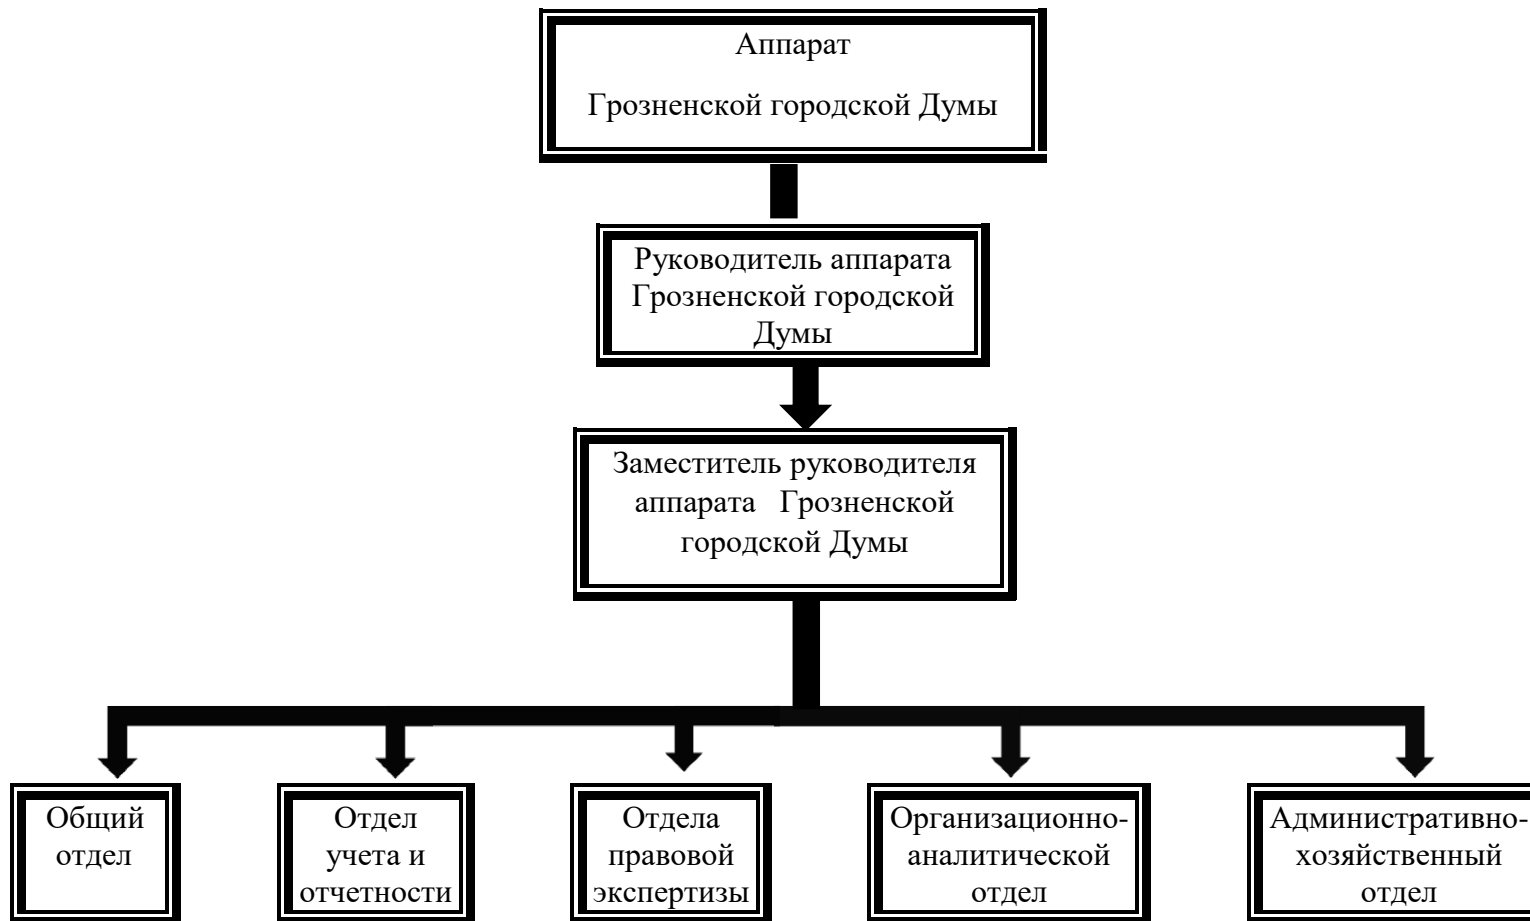 Аппарат
Грозненской городской Думы
Руководитель аппарата
Грозненской городской
Думы
Заместитель руководителя
аппарата Грозненской
городской Думы
Общий
отдел
Отдел
учета и
отчетности
Отдела
правовой
экспертизы
Организационно-
аналитической
отдел
Административно-
хозяйственный
отдел